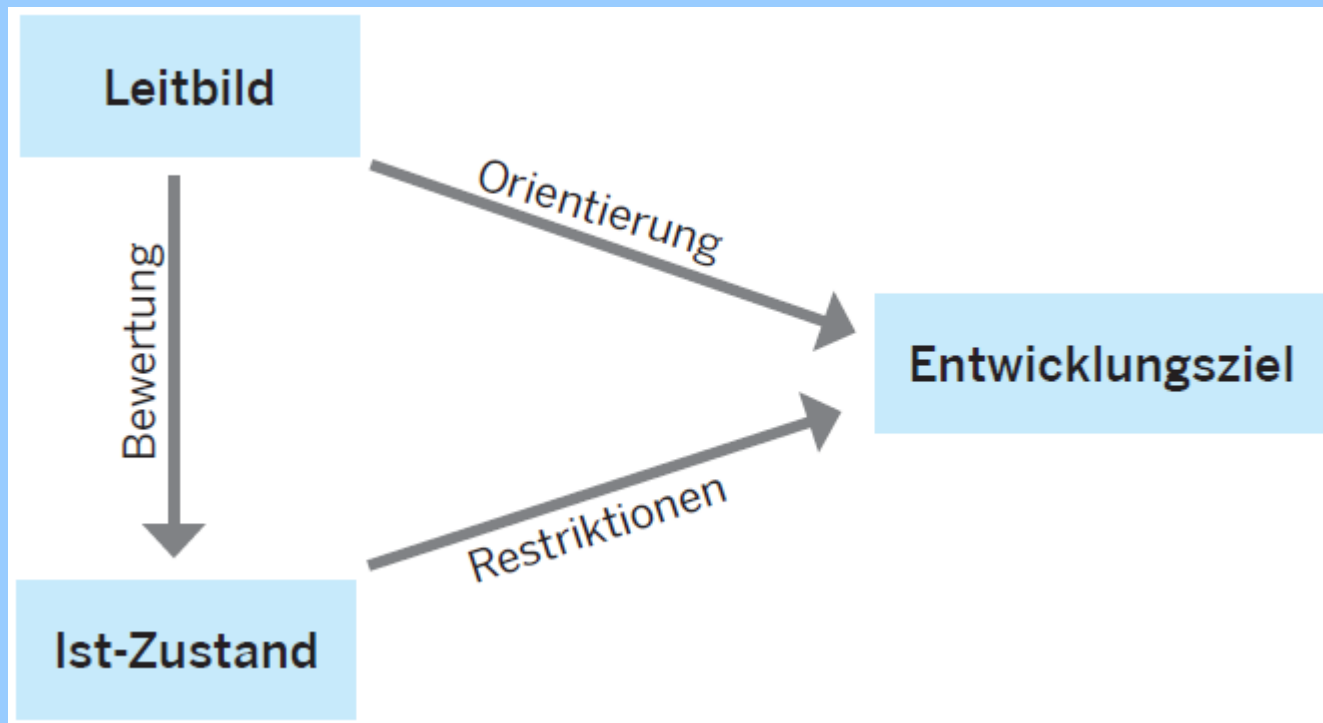 Leitbild
Orientierung
Bewertung
Entwicklungsziel
Restriktionen
Ist-Zustand